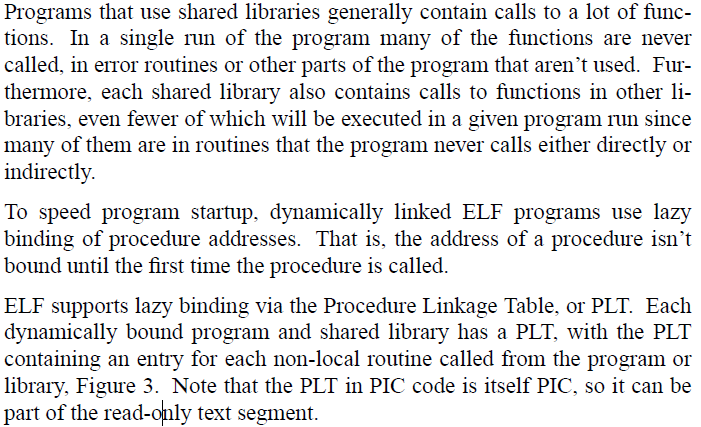 Programs that use shared libraries generally contain calls to a lot of func-
tions. In a single run of the program many of the functions are never
called, in error routines or other parts of the program that aren't used. Fur-
thermore, each shared library also contains calls to functions in other li-
braries, even fewer of which will be executed in a given program run since
many of them are in routines that the program never calls either directly or
indirectly.
To speed program startup, dynamically linked ELF programs use lazy
binding of procedure addresses. That is, the address of a procedure isn't
bound until the first time the procedure is called.
ELF supports lazy binding via the Procedure Linkage Table, or PLT. Each
dynamically bound program and shared library has a PLT, with the PLT
containing an entry for each non-local routine called from the program or
library, Figure 3. Note that the PLT in PIC code is itself PIC, so it can be
part of the read-only text segment.